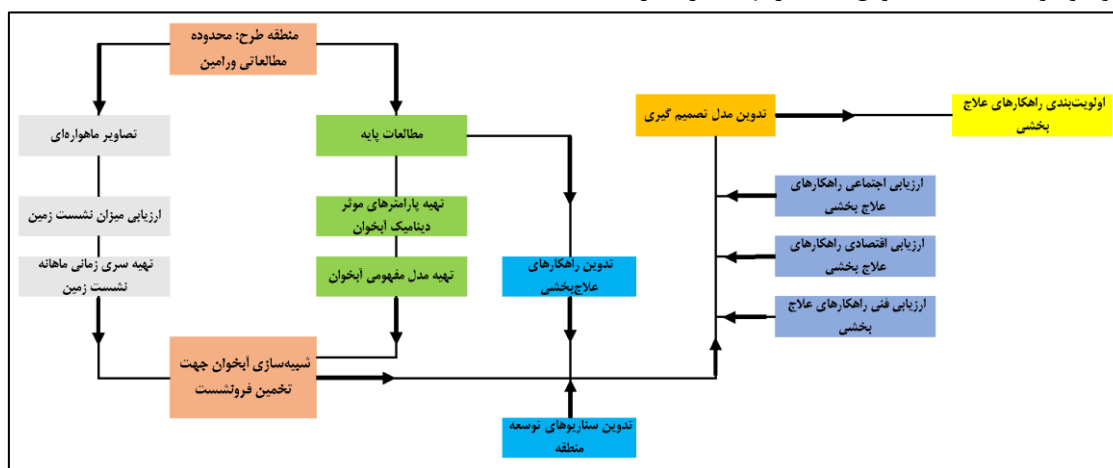 منطقه طرح: محدوده
مطالعاتی ورامین
تصاویر ماهواره‌ای
ارزیابی میزان نشست زمین
تهیه سری زمانی ماهانه
نشست زمین
مطالعات پایه
تهیه پارامترهای موثر
دینامیک آبخوان
تهیه مدل مفهومی آبخوان
شبیه‌سازی آبخوان جهت
تخمین فرونشست
تدوین راهکارهای
علاج‌بخشی
تدوین سناریوهای توسعه
منطقه
تدوین مدل تصمیم گیری
ارزیابی اجتماعی راهکارهای
علاج بخشی
ارزیابی اقتصادی راهکارهای
علاج بخشی
ارزیابی فنی راهکارهای علاج
بخشی
اولویت‌بندی راهکارهای علاج
بخشی